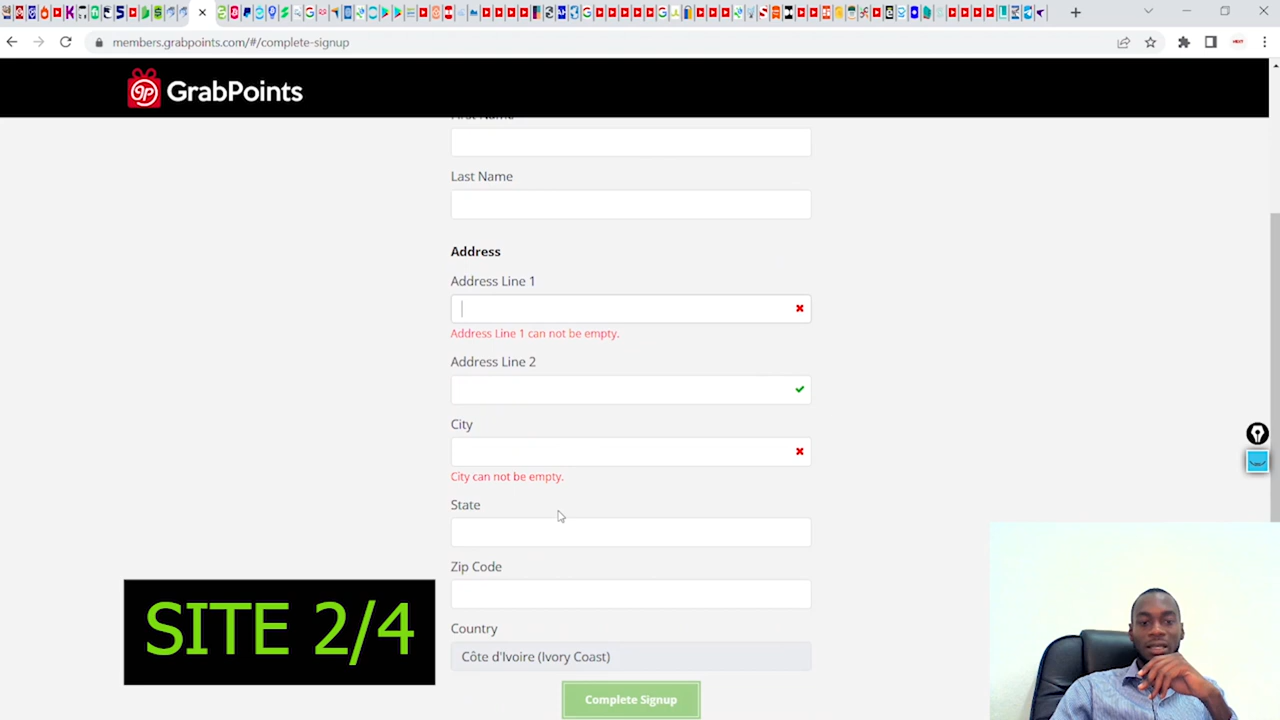 members.grabpoints.com/#/complete-signup
GrabPoints
First Name
Last Name
Address
Address Line 1
Address Line 1 can not be empty.
Address Line 2
City
City can not be empty.
State
Zip Code
Country
Côte d'Ivoire (Ivory Coast)
Complete Signup
SITE 2/4